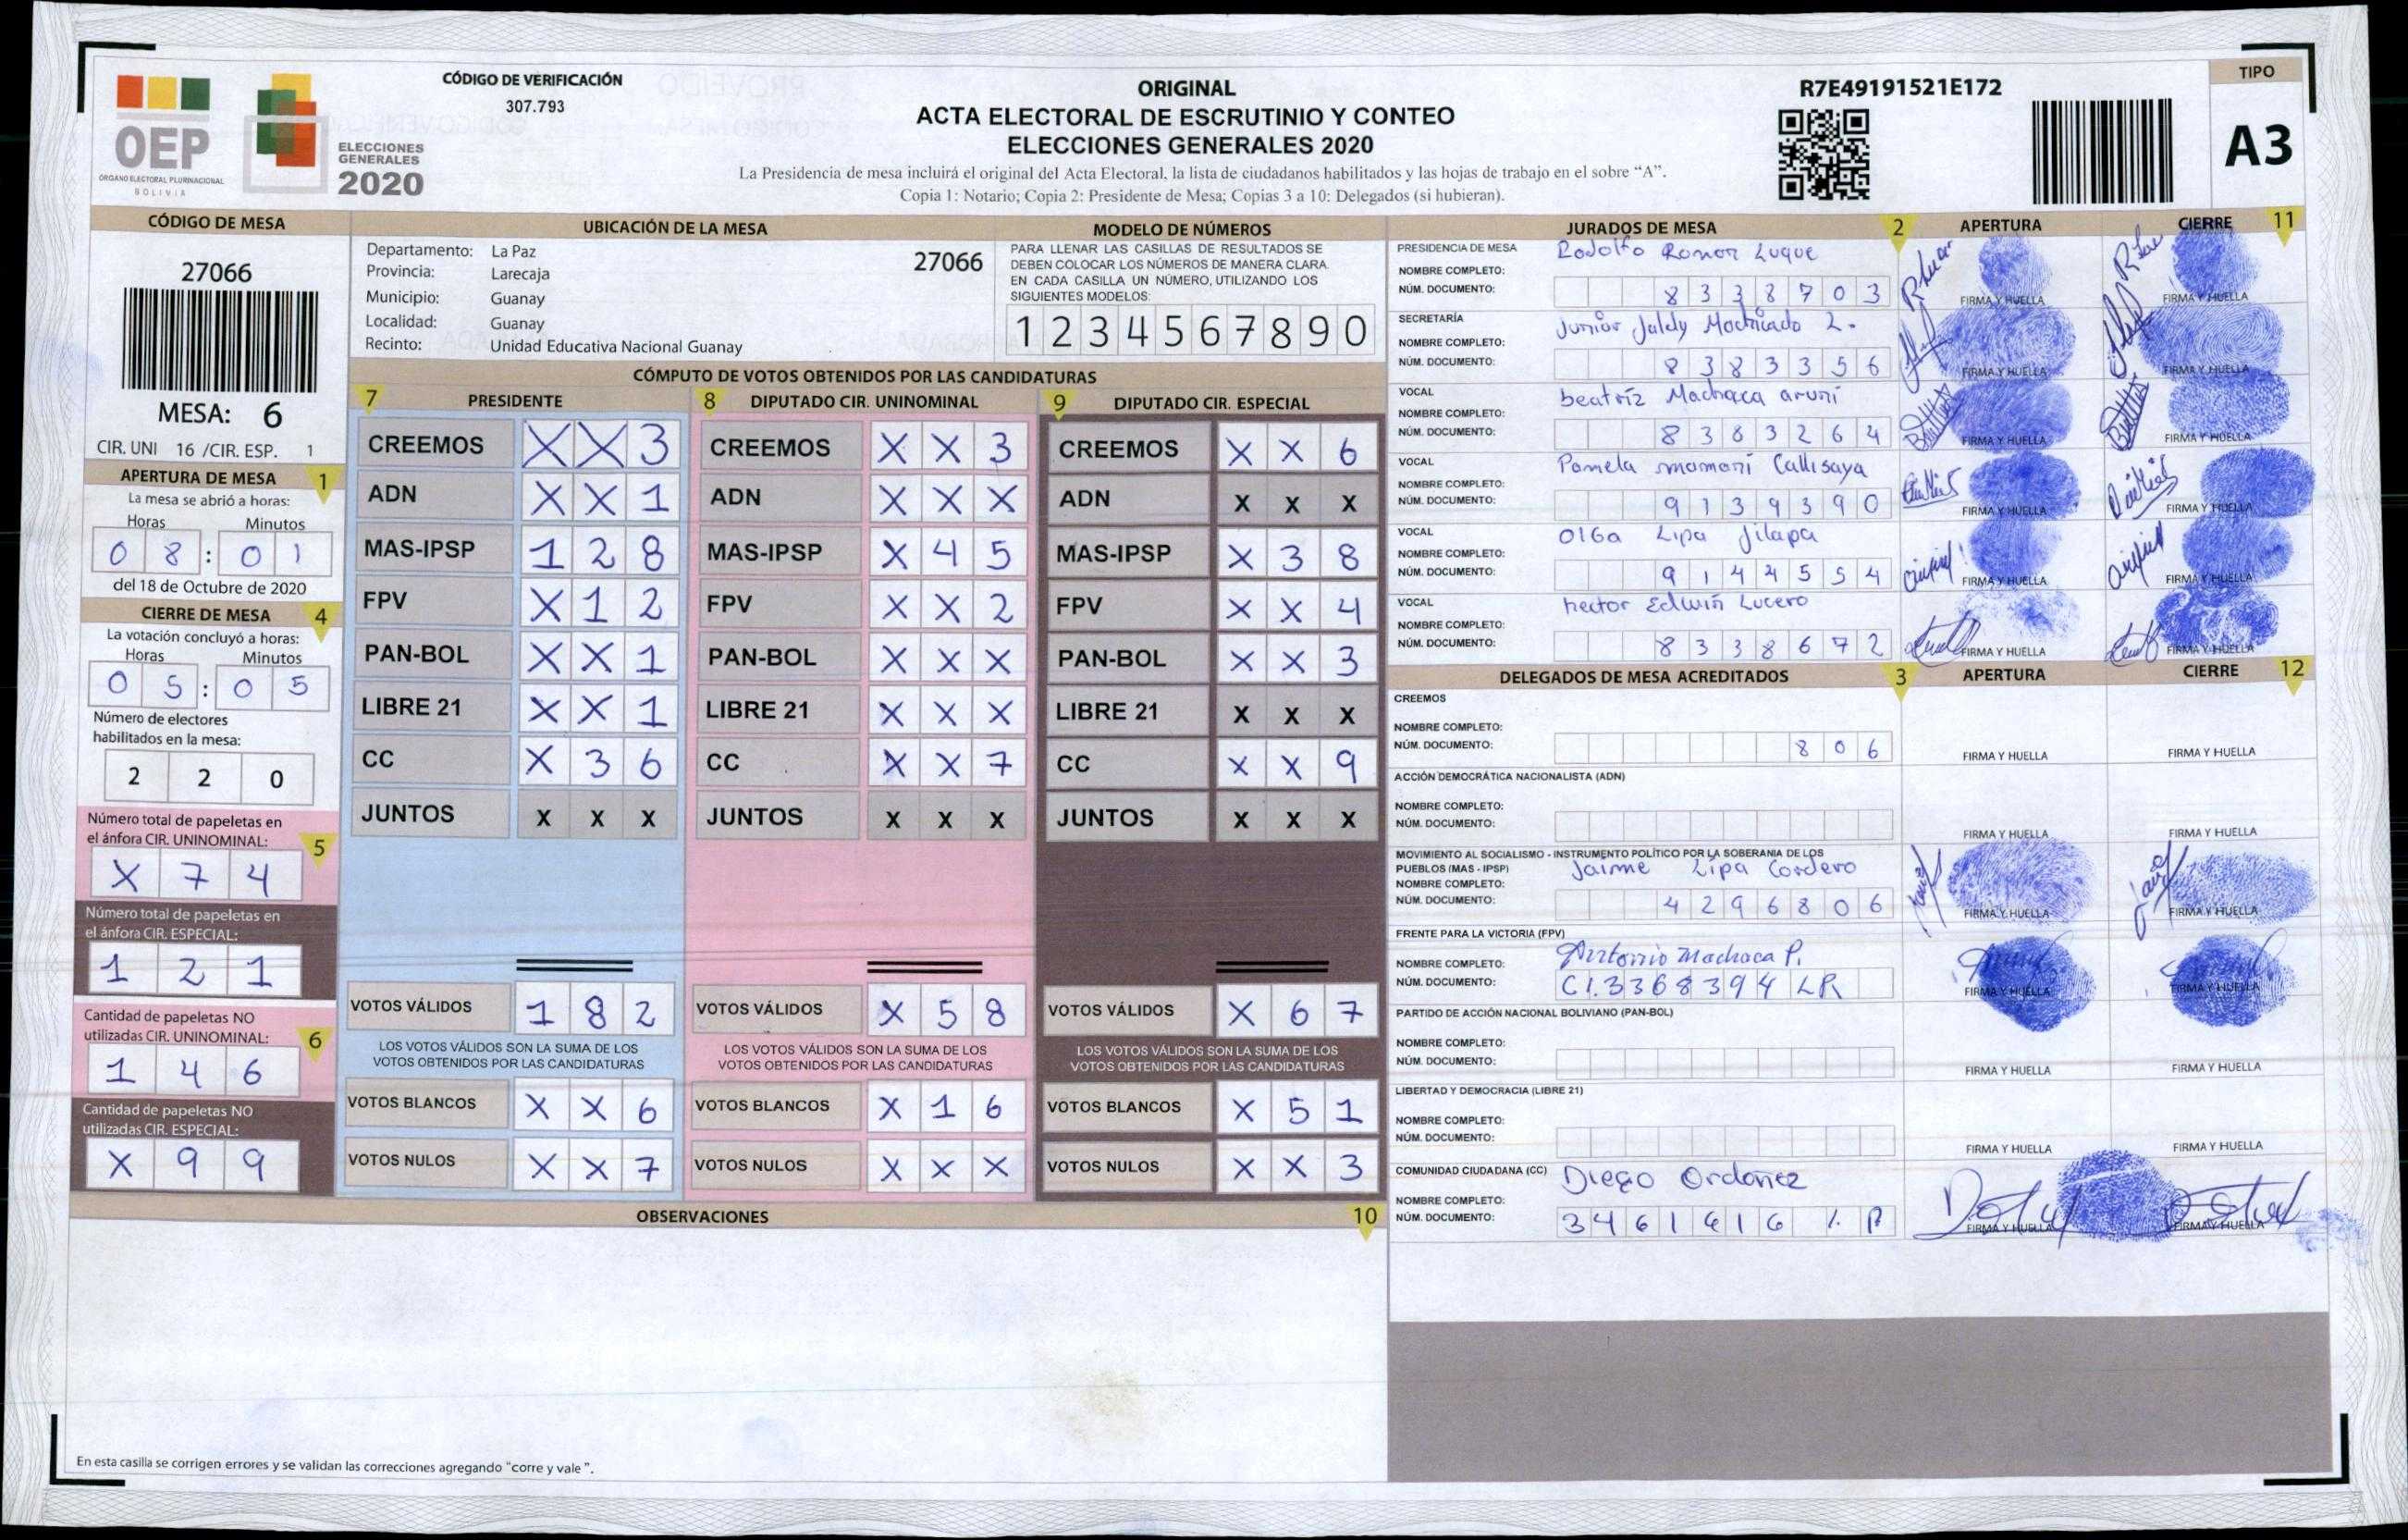 OEP
ÓRGANO ELECTORAL PLURINACIONAL
BOLIVIA
ELECCIONES
GENERALES
2020
CÓDIGO DE VERIFICACIÓN
307.793
ORIGINAL
ACTA ELECTORAL DE ESCRUTINIO Y CONTEO
ELECCIONES GENERALES 2020
La Presidencia de mesa incluirá el original del Acta Electoral, la lista de ciudadanos habilitados y las hojas de trabajo en el sobre “A”.
Copia 1: Notario; Copia 2: Presidente de Mesa; Copias 3 a 10: Delegados (si hubieran).
R7E49191521E172
TIPO
A3
CÓDIGO DE MESA
27066
MESA: 6
CIR. UNI 16 /CIR. ESP. 1
APERTURA DE MESA 1
La mesa se abrió a horas:
Horas Minutos
0 8 : 0 1
del 18 de Octubre de 2020
CIERRE DE MESA 4
La votación concluyó a horas:
Horas Minutos
0 5 : 0 5
Número de electores
habilitados en la mesa:
2 2 0
Número total de papeletas en
el ánfora CIR. UNINOMINAL: 5
X 7 4
Número total de papeletas en
el ánfora CIR. ESPECIAL:
1 2 1
Cantidad de papeletas NO
utilizadas CIR. UNINOMINAL: 6
1 4 6
Cantidad de papeletas NO
utilizadas CIR. ESPECIAL:
X 9 9
UBICACIÓN DE LA MESA
Departamento: La Paz
27066
Provincia: Larecaja
Municipio: Guanay
Localidad: Guanay
Recinto: Unidad Educativa Nacional Guanay
MODELO DE NÚMEROS
PARA LLENAR LAS CASILLAS DE RESULTADOS SE
DEBEN COLOCAR LOS NÚMEROS DE MANERA CLARA.
EN CADA CASILLA UN NÚMERO, UTILIZANDO LOS
SIGUIENTES MODELOS:
1 2 3 4 5 6 7 8 9 0
CÓMPUTO DE VOTOS OBTENIDOS POR LAS CANDIDATURAS
7 PRESIDENTE
CREEMOS X X 3
ADN X X 1
MAS-IPSP 1 2 8
FPV X 1 2
PAN-BOL X X 1
LIBRE 21 X X 1
CC X 3 6
JUNTOS X X X
VOTOS VÁLIDOS 1 8 2
LOS VOTOS VÁLIDOS SON LA SUMA DE LOS
VOTOS OBTENIDOS POR LAS CANDIDATURAS
VOTOS BLANCOS X X 6
VOTOS NULOS X X 7
8 DIPUTADO CIR. UNINOMINAL
CREEMOS X X 3
ADN X X X
MAS-IPSP X 4 5
FPV X X 2
PAN-BOL X X X
LIBRE 21 X X X
CC X X 7
JUNTOS X X X
VOTOS VÁLIDOS X 5 8
LOS VOTOS VÁLIDOS SON LA SUMA DE LOS
VOTOS OBTENIDOS POR LAS CANDIDATURAS
VOTOS BLANCOS X 1 6
VOTOS NULOS X X X
9 DIPUTADO CIR. ESPECIAL
CREEMOS X X 6
ADN X X X
MAS-IPSP X 3 8
FPV X X 4
PAN-BOL X X 3
LIBRE 21 X X X
CC X X 9
JUNTOS X X X
VOTOS VÁLIDOS X 6 7
LOS VOTOS VÁLIDOS SON LA SUMA DE LOS
VOTOS OBTENIDOS POR LAS CANDIDATURAS
VOTOS BLANCOS X 5 1
VOTOS NULOS X X 3
OBSERVACIONES 10
En esta casilla se corrigen errores y se validan las correcciones agregando “corre y vale”.
JURADOS DE MESA 2 APERTURA CIERRE 11
PRESIDENCIA DE MESA Rodolfo Luque
NOMBRE COMPLETO:
NÚM. DOCUMENTO: 8 3 3 8 7 0 3 FIRMA Y HUELLA FIRMA Y HUELLA
SECRETARÍA
NOMBRE COMPLETO: Junior
NÚM. DOCUMENTO: 8 3 8 3 3 5 6 FIRMA Y HUELLA FIRMA Y HUELLA
VOCAL beatriz Machaca aruni
NOMBRE COMPLETO:
NÚM. DOCUMENTO: 8 3 8 3 2 6 4 FIRMA Y HUELLA FIRMA Y HUELLA
VOCAL Pamela mamani Callisaya
NOMBRE COMPLETO:
NÚM. DOCUMENTO: 9 1 3 9 3 9 0 FIRMA Y HUELLA FIRMA Y HUELLA
VOCAL Olga Lipa Jilapa
NOMBRE COMPLETO:
NÚM. DOCUMENTO: 9 1 4 4 5 5 4 FIRMA Y HUELLA FIRMA Y HUELLA
VOCAL hector Edwin Lucero
NOMBRE COMPLETO:
NÚM. DOCUMENTO: 8 3 3 8 6 7 2 FIRMA Y HUELLA FIRMA Y HUELLA
DELEGADOS DE MESA ACREDITADOS 3 APERTURA CIERRE 12
CREEMOS
NOMBRE COMPLETO:
NÚM. DOCUMENTO: 8 0 6 FIRMA Y HUELLA FIRMA Y HUELLA
ACCIÓN DEMOCRÁTICA NACIONALISTA (ADN)
NOMBRE COMPLETO:
NÚM. DOCUMENTO: FIRMA Y HUELLA FIRMA Y HUELLA
MOVIMIENTO AL SOCIALISMO - INSTRUMENTO POLÍTICO POR LA SOBERANIA DE LOS
PUEBLOS (MAS - IPSP) Jaime Lipa Cordero
NOMBRE COMPLETO:
NÚM. DOCUMENTO: 4 2 9 6 8 0 6 FIRMA Y HUELLA FIRMA Y HUELLA
FRENTE PARA LA VICTORIA (FPV)
NOMBRE COMPLETO: Antonio Machaca P.
NÚM. DOCUMENTO: C I. 3 3 6 8 3 9 4 LP FIRMA Y HUELLA FIRMA Y HUELLA
PARTIDO DE ACCIÓN NACIONAL BOLIVIANO (PAN-BOL)
NOMBRE COMPLETO:
NÚM. DOCUMENTO: FIRMA Y HUELLA FIRMA Y HUELLA
LIBERTAD Y DEMOCRACIA (LIBRE 21)
NOMBRE COMPLETO:
NÚM. DOCUMENTO: FIRMA Y HUELLA FIRMA Y HUELLA
COMUNIDAD CIUDADANA (CC) Diego Ordoñez
NOMBRE COMPLETO:
NÚM. DOCUMENTO: FIRMA Y HUELLA FIRMA Y HUELLA